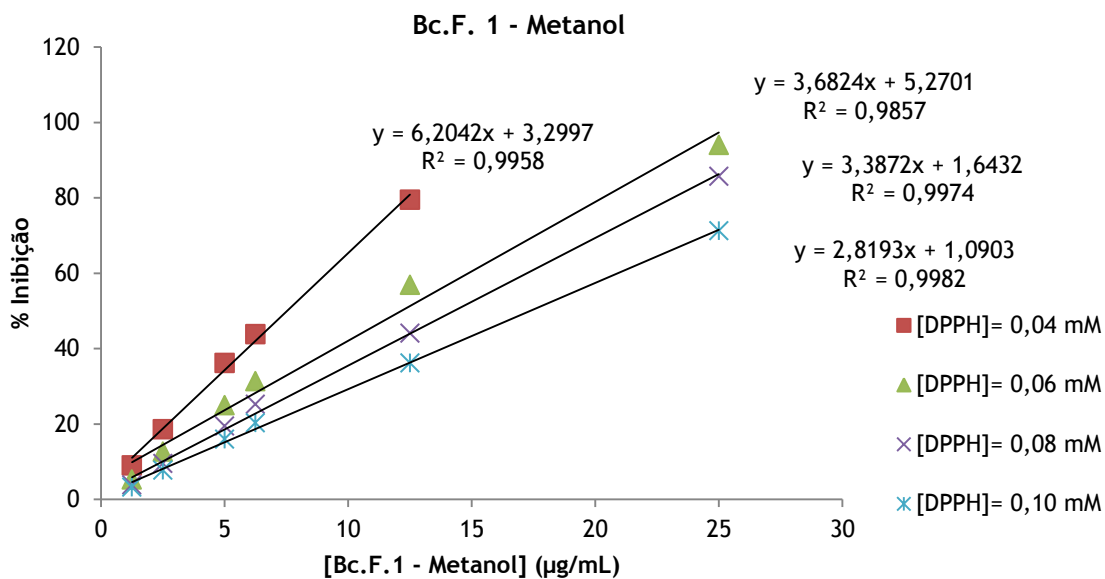 Bc.F. 1 - Metanol
120
100
80
60
40
20
0
% Inibição
y = 6,2042x + 3,2997
R² = 0,9958
y = 3,6824x + 5,2701
R² = 0,9857
y = 3,3872x + 1,6432
R² = 0,9974
y = 2,8193x + 1,0903
R² = 0,9982
[DPPH]= 0,04 mM
[DPPH]= 0,06 mM
[DPPH]= 0,08 mM
[DPPH]= 0,10 mM
0 5 10 15 20 25 30
[Bc.F.1 - Metanol] (µg/mL)